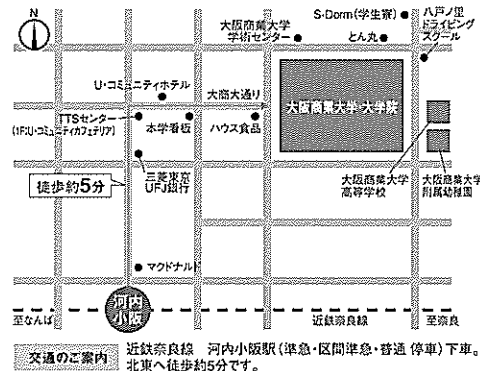 N
S・Dorm(学生寮)
八戸ノ里
ドライビング
スクール
大阪商業大学
学術センター
とん丸
U・コミュニティホテル
大商大通り
大阪商業大学・大学院
TTSセンター
(1F:U・コミュニティカフェテリア)
本学看板
ハウス食品
三菱東京
UFJ銀行
徒歩約5分
大阪商業大学
高等学校
大阪商業大学
附属幼稚園
マクドナルド
河内
小阪
至なんば
近鉄奈良線
至奈良
交通のご案内
近鉄奈良線 河内小阪駅(準急・区間準急・普通 停車)下車。
北東へ徒歩約5分です。